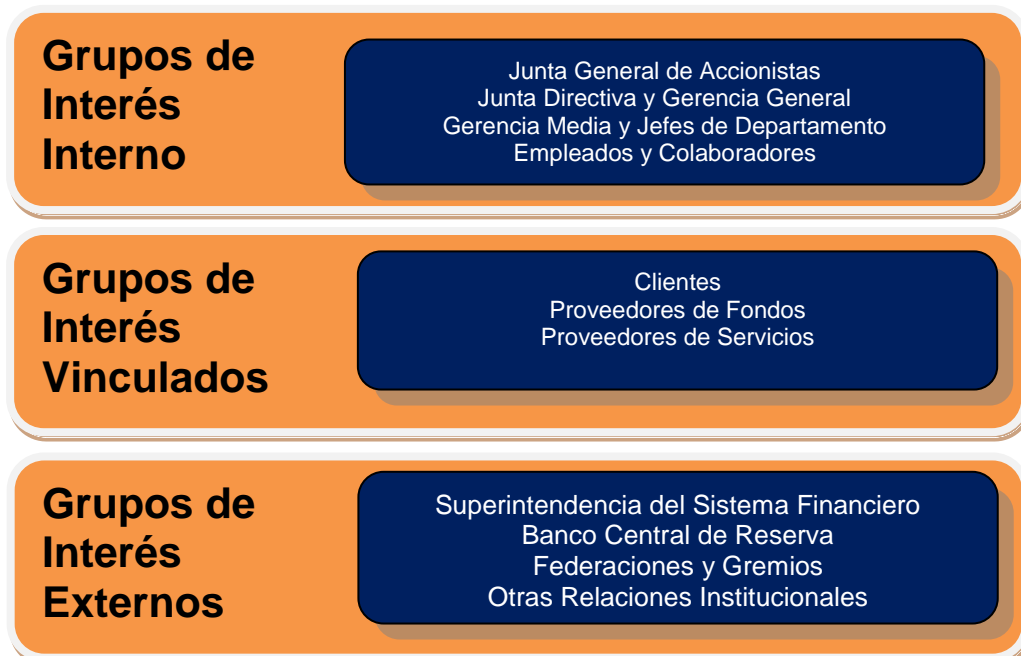 Grupos de
Interés
Interno
Junta General de Accionistas
Junta Directiva y Gerencia General
Gerencia Media y Jefes de Departamento
Empleados y Colaboradores
Grupos de
Interés
Vinculados
Clientes
Proveedores de Fondos
Proveedores de Servicios
Grupos de
Interés
Externos
Superintendencia del Sistema Financiero
Banco Central de Reserva
Federaciones y Gremios
Otras Relaciones Institucionales